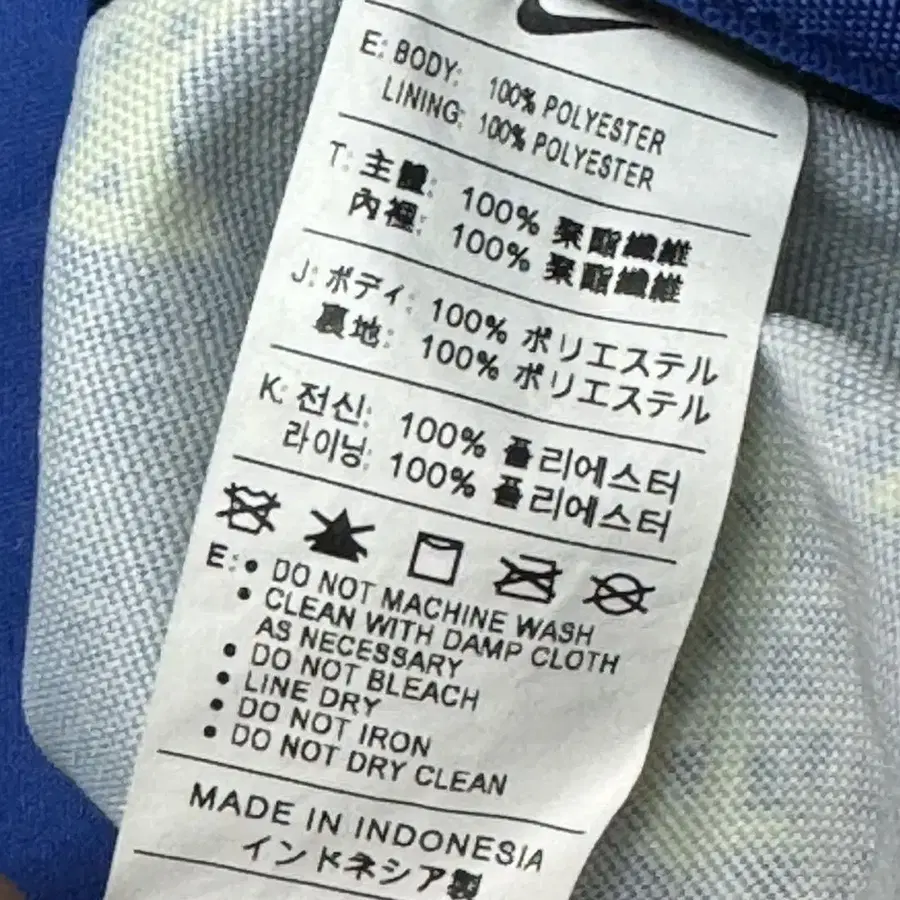 E: BODY: 100% POLYESTER
LINING: 100% POLYESTER
T: 主體: 100% 聚酯纖維
內裡: 100% 聚酯纖維
J: ボディ: 100% ポリエステル
裏地: 100% ポリエステル
K: 전신: 100% 폴리에스터
라이닝: 100% 폴리에스터
E: • DO NOT MACHINE WASH
• CLEAN WITH DAMP CLOTH
AS NECESSARY
• DO NOT BLEACH
• LINE DRY
• DO NOT IRON
• DO NOT DRY CLEAN
MADE IN INDONESIA
インドネシア製